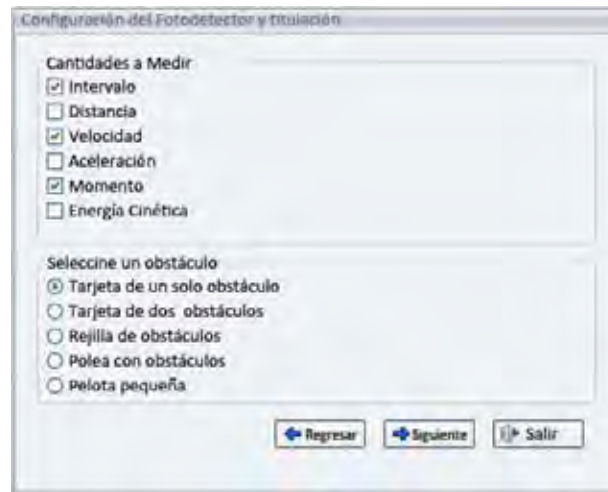 Configuración del Fotodetector y titulación
Cantidades a Medir
Intervalo
Distancia
Velocidad
Aceleración
Momento
Energía Cinética
Seleccine un obstáculo
Tarjeta de un solo obstáculo
Tarjeta de dos obstáculos
Rejilla de obstáculos
Polea con obstáculos
Pelota pequeña
Regresar Siguiente Salir